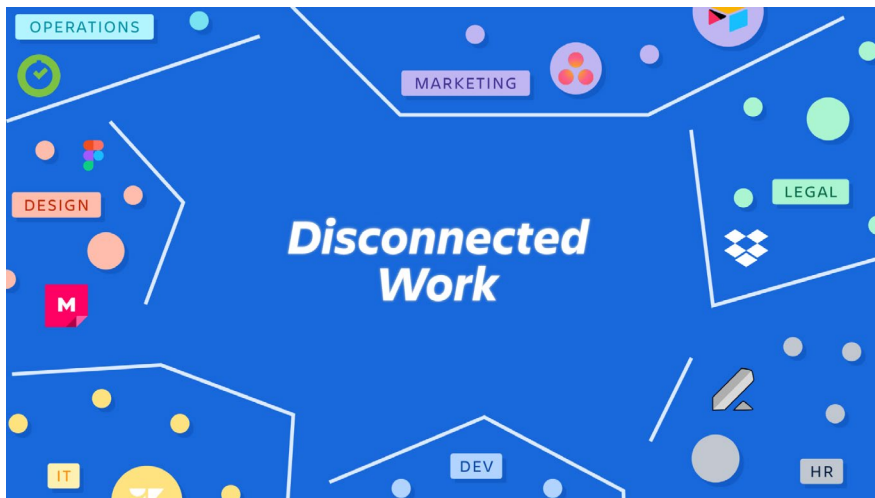 OPERATIONS
MARKETING
DESIGN
LEGAL
Disconnected
Work
M
IT
DEV
HR